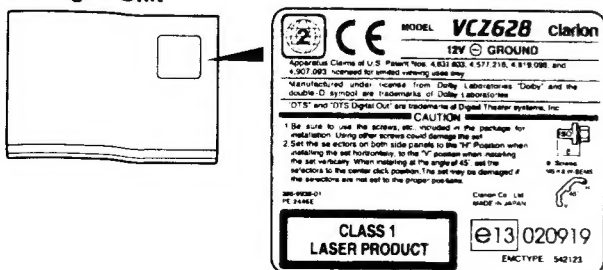 2 CE MODEL VCZ628 Clarion
12V ⊖ GROUND
Apparatus Claims of U.S. Patent Nos. 4,631,603, 4,577,216, 4,819,098, and
4,907,093 licensed for limited viewing uses only
Manufactured under license from Dolby Laboratories "Dolby" and the
double-D symbol are trademarks of Dolby Laboratories
"DTS" and "DTS Digital Out" are trademarks of Digital Theater systems, Inc
CAUTION
1 Be sure to use the screws, etc., included in the package for
installation. Using other screws could damage the set
2. Set the selectors on both side panels to the "H" Position when
installing the set horizontally, to the "V" position when installing
the set vertically. When installing at the angle of 45°, set the
selectors to the center click position. The set may be damaged if
the selectors are not set to the proper positions.
ISO
Screws
H
45°
V
PE 2446E
Clarion Co., Ltd
MADE IN JAPAN
CLASS 1
LASER PRODUCT
e13 020919
EMCTYPE 542123